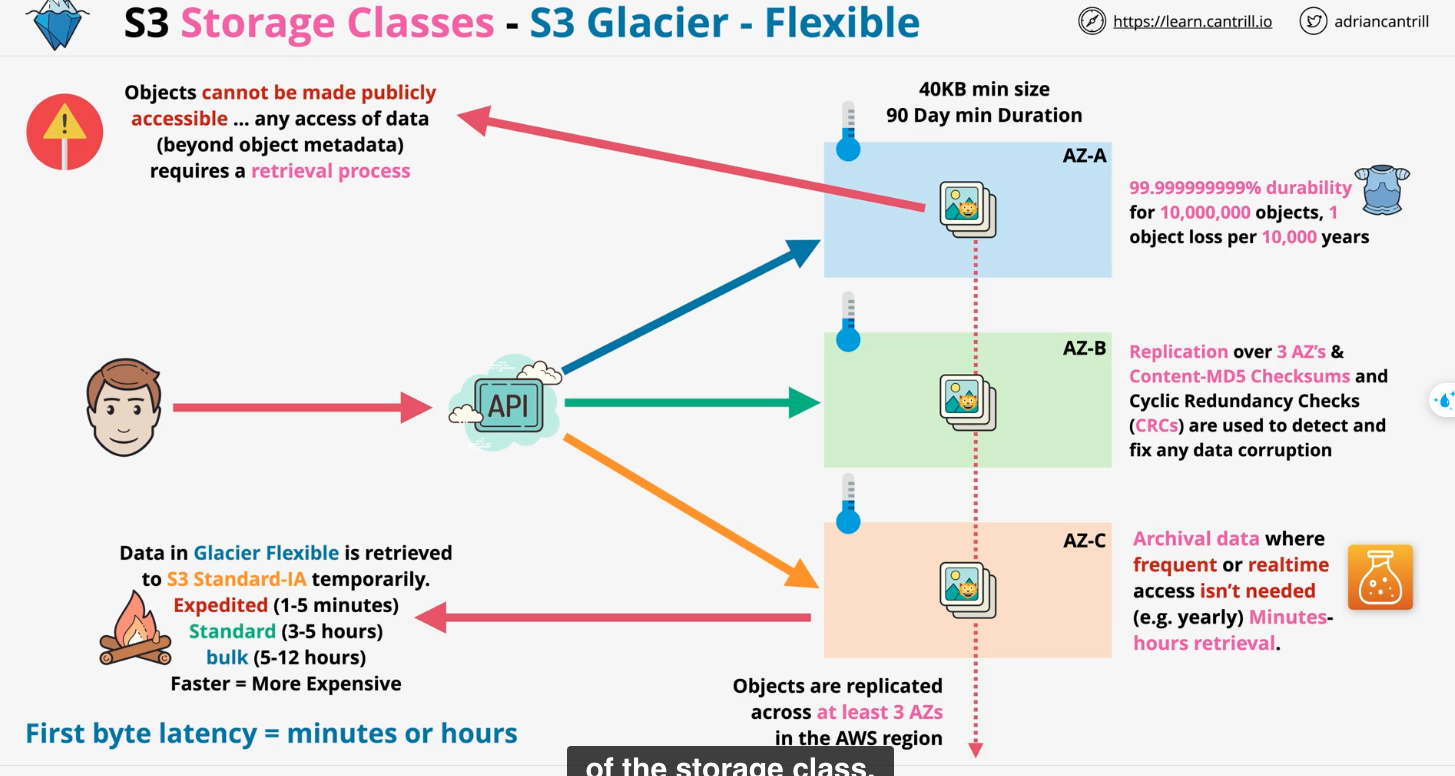 S3 Storage Classes - S3 Glacier - Flexible
https://learn.cantrill.io
adriancantrill
Objects cannot be made publicly
accessible ... any access of data
(beyond object metadata)
requires a retrieval process
40KB min size
90 Day min Duration
AZ-A
99.999999999% durability
for 10,000,000 objects, 1
object loss per 10,000 years
API
AZ-B
Replication over 3 AZ's &
Content-MD5 Checksums and
Cyclic Redundancy Checks
(CRCs) are used to detect and
fix any data corruption
AZ-C
Archival data where
frequent or realtime
access isn't needed
(e.g. yearly) Minutes-
hours retrieval.
Data in Glacier Flexible is retrieved
to S3 Standard-IA temporarily.
Expedited (1-5 minutes)
Standard (3-5 hours)
bulk (5-12 hours)
Faster = More Expensive
First byte latency = minutes or hours
Objects are replicated
across at least 3 AZs
in the AWS region
of the storage class.